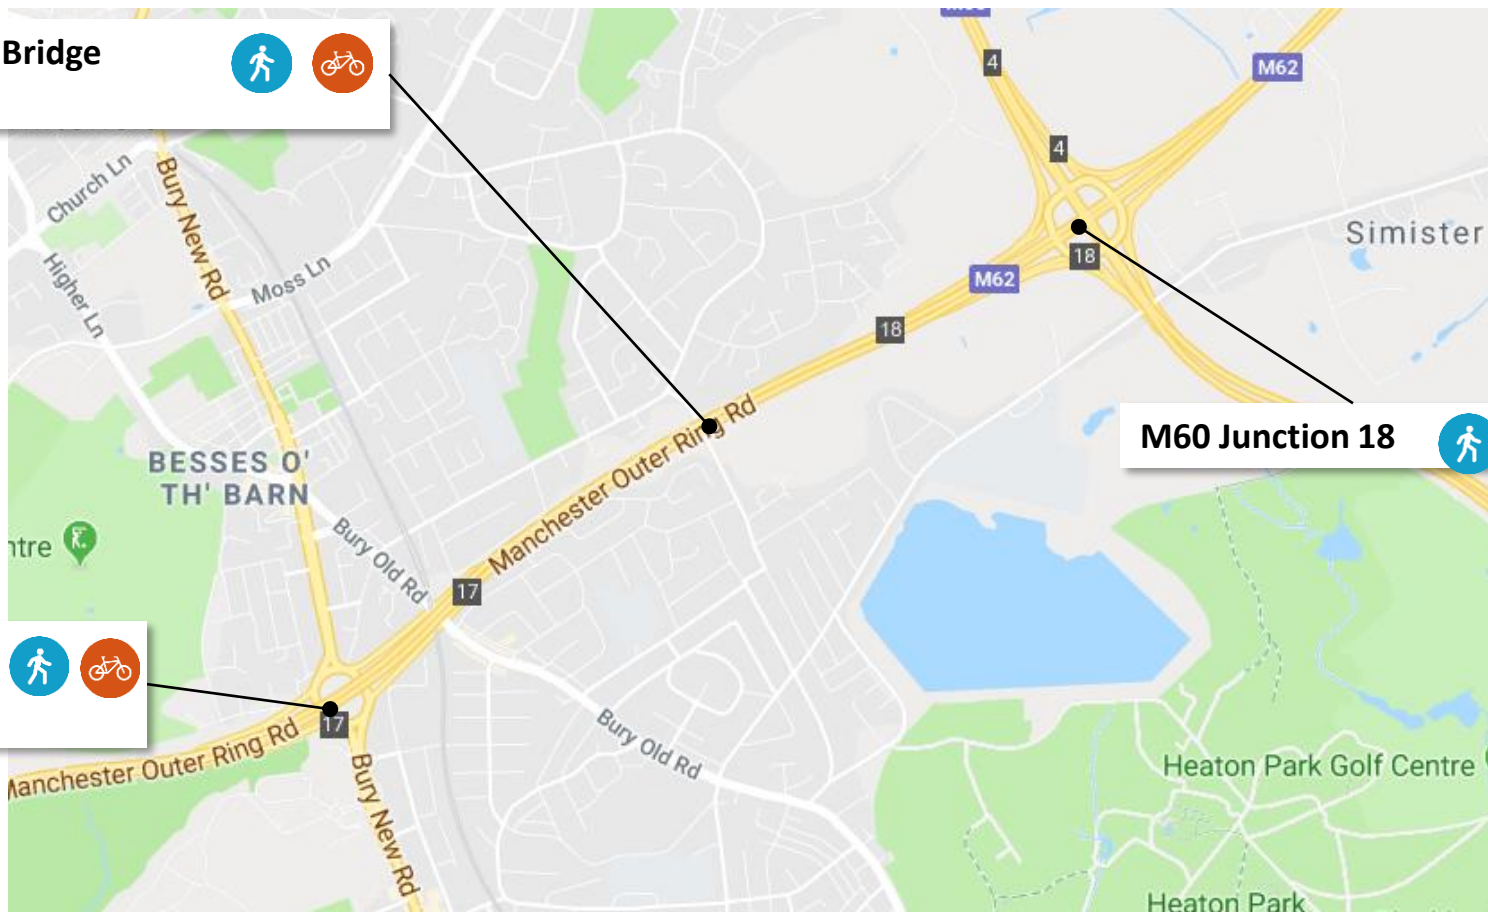 Bridge
4
M62
4
Church Ln
Bury New Rd
Simister
Higher Ln
Moss Ln
18
M62
18
Manchester Outer Ring Rd
M60 Junction 18
BESSES O'
TH' BARN
ntre
Bury Old Rd
17
17
Manchester Outer Ring Rd
Bury Old Rd
Bury New Rd
Heaton Park Golf Centre
Heaton Park